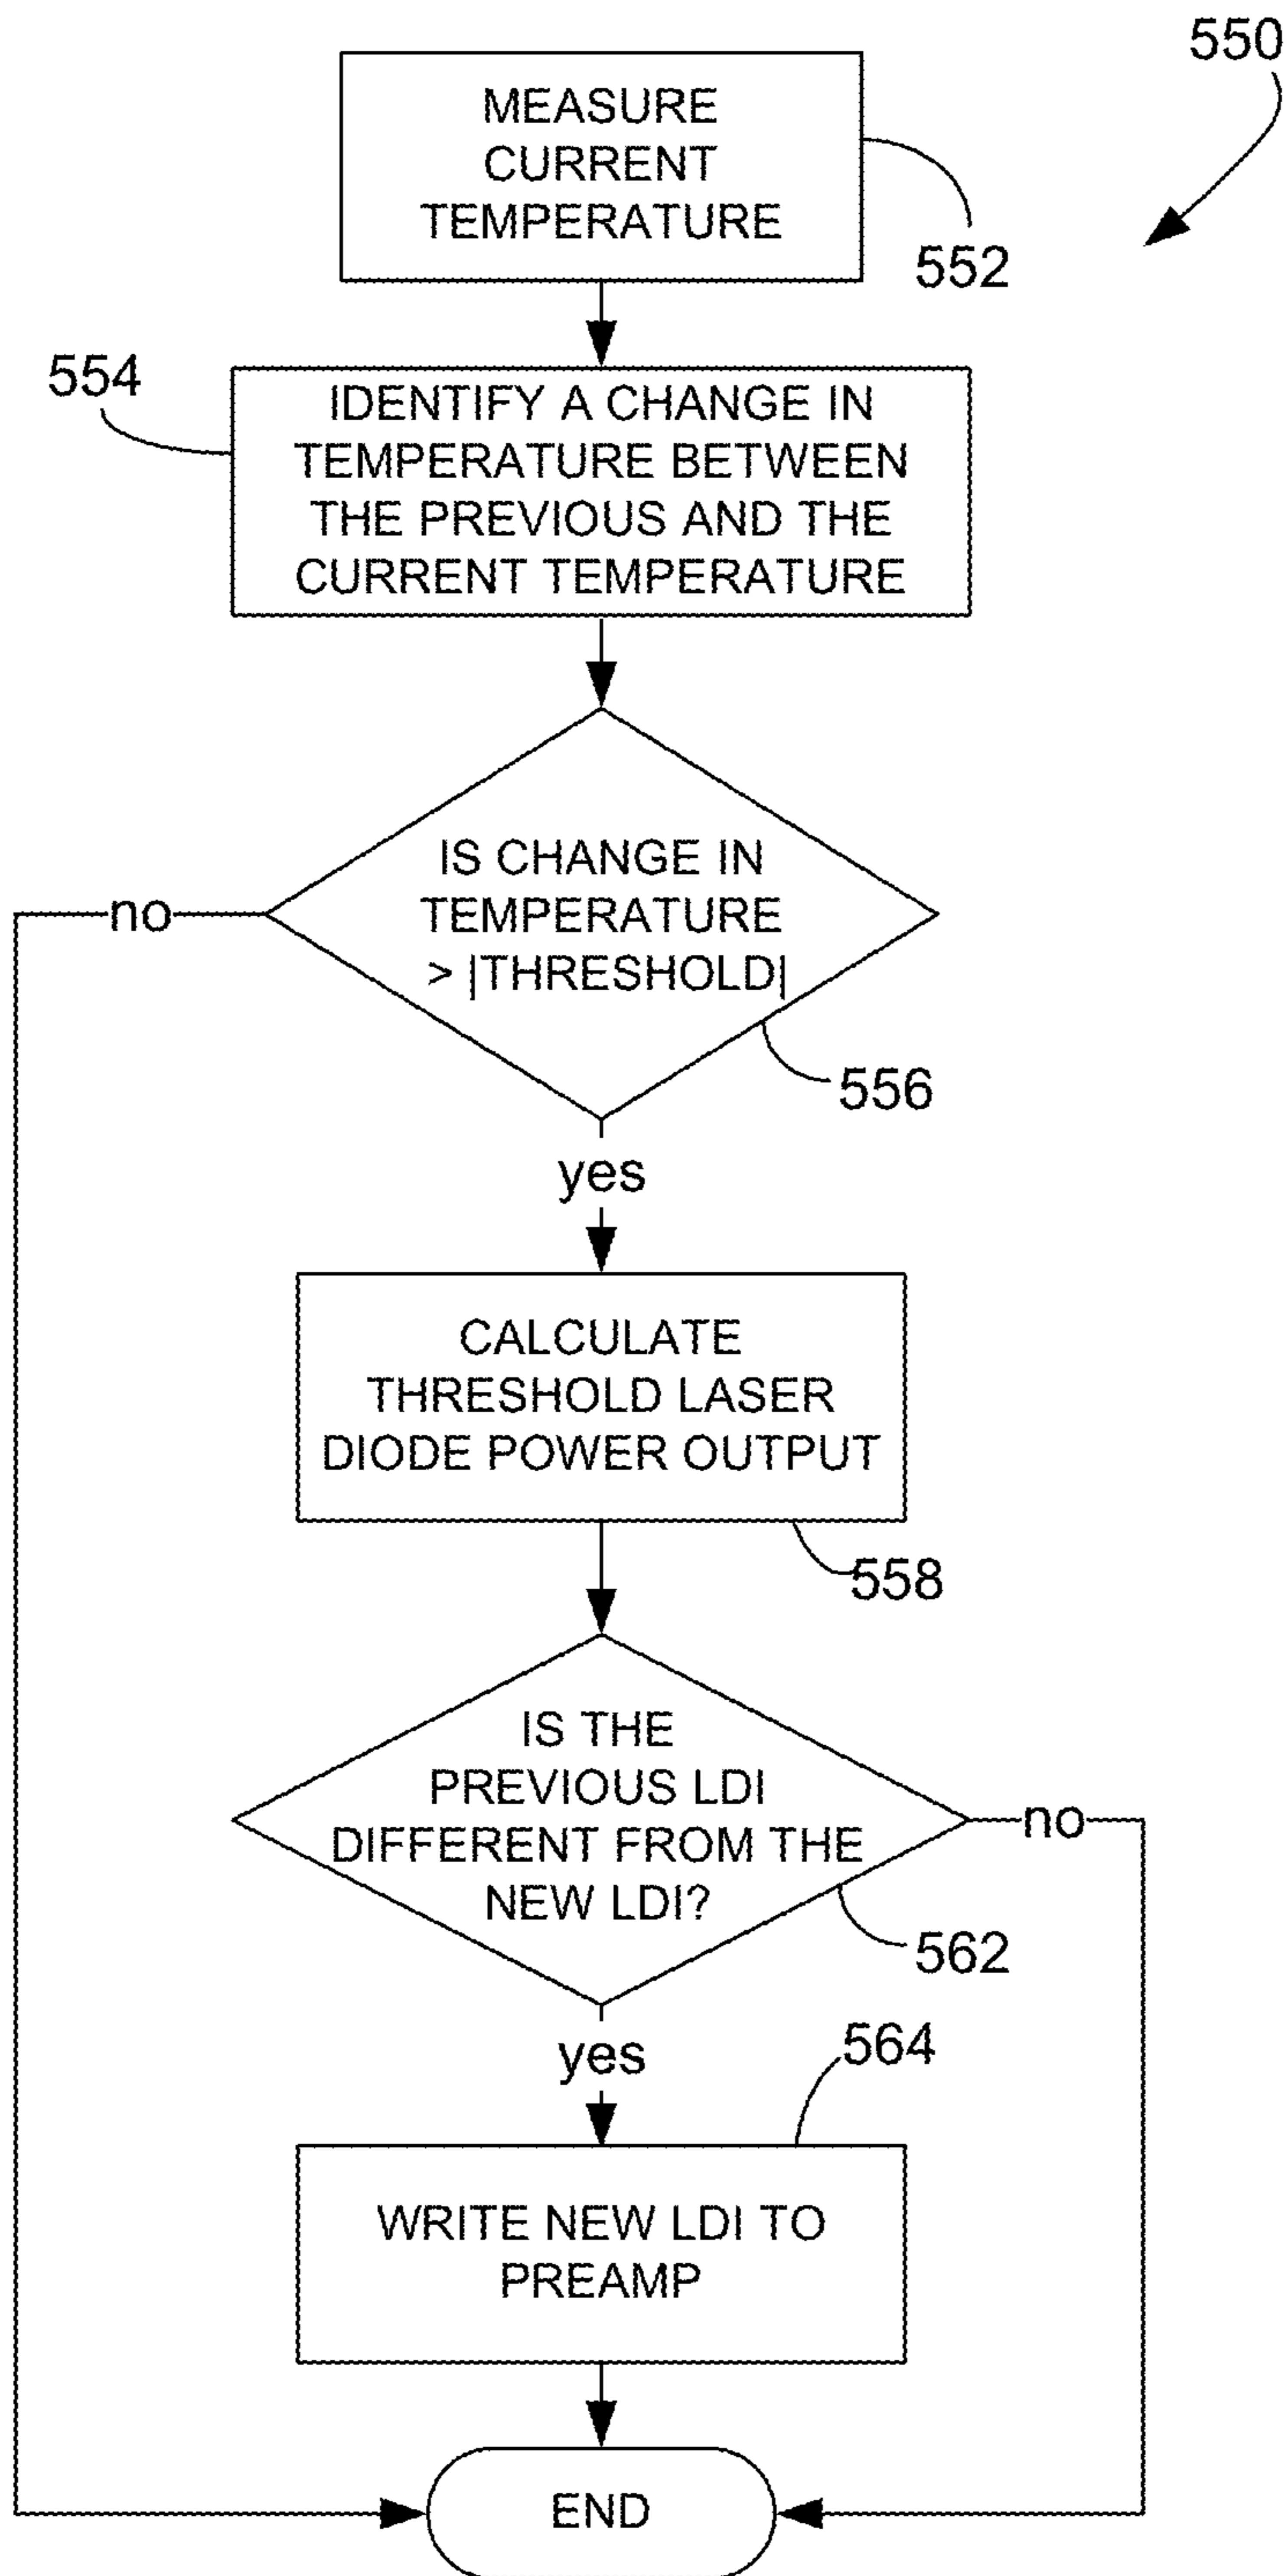 550
MEASURE
CURRENT
TEMPERATURE
552
554
IDENTIFY A CHANGE IN
TEMPERATURE BETWEEN
THE PREVIOUS AND THE
CURRENT TEMPERATURE
IS CHANGE IN
TEMPERATURE
> |THRESHOLD|
no
556
yes
CALCULATE
THRESHOLD LASER
DIODE POWER OUTPUT
558
IS THE
PREVIOUS LDI
DIFFERENT FROM THE
NEW LDI?
no
562
yes
564
WRITE NEW LDI TO
PREAMP
END